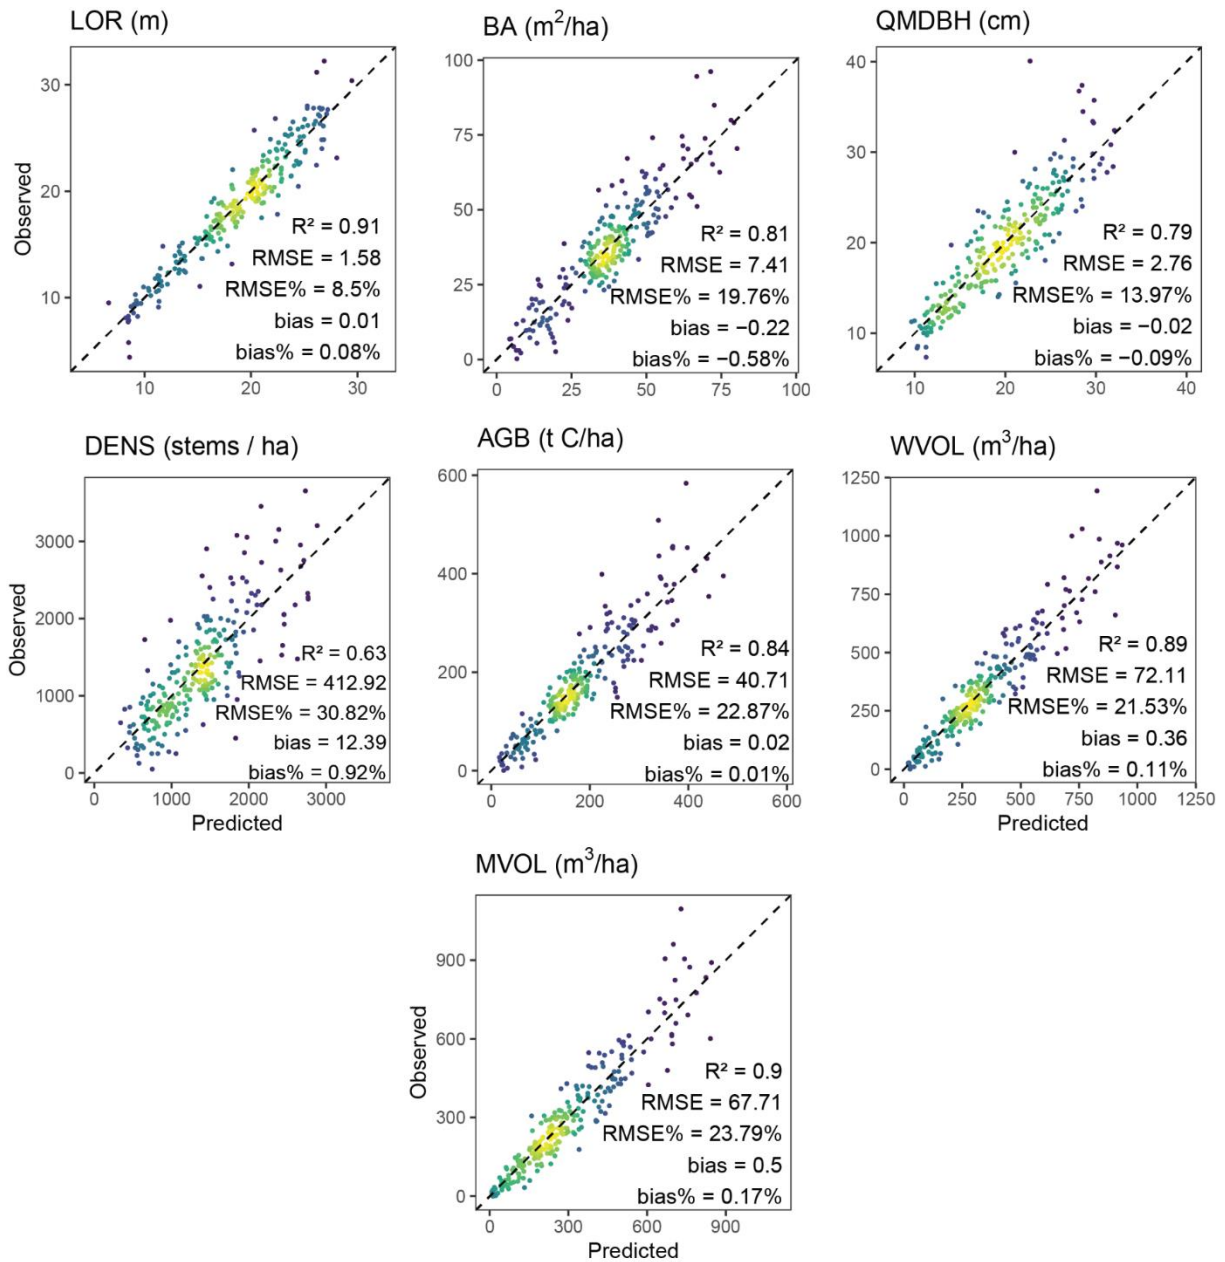 LOR (m)
30
20
10
Observed
10 20 30
R² = 0.91
RMSE = 1.58
RMSE% = 8.5%
bias = 0.01
bias% = 0.08%
BA (m²/ha)
100
75
50
25
0
0 25 50 75 100
R² = 0.81
RMSE = 7.41
RMSE% = 19.76%
bias = −0.22
bias% = −0.58%
QMDBH (cm)
40
30
20
10
10 20 30 40
R² = 0.79
RMSE = 2.76
RMSE% = 13.97%
bias = −0.02
bias% = −0.09%
DENS (stems / ha)
3000
2000
1000
0
Observed
0 1000 2000 3000
Predicted
R² = 0.63
RMSE = 412.92
RMSE% = 30.82%
bias = 12.39
bias% = 0.92%
AGB (t C/ha)
600
400
200
0
0 200 400 600
R² = 0.84
RMSE = 40.71
RMSE% = 22.87%
bias = 0.02
bias% = 0.01%
WVOL (m³/ha)
1250
1000
750
500
250
0
0 250 500 750 1000 1250
Predicted
R² = 0.89
RMSE = 72.11
RMSE% = 21.53%
bias = 0.36
bias% = 0.11%
MVOL (m³/ha)
900
600
300
0
Observed
0 300 600 900
Predicted
R² = 0.9
RMSE = 67.71
RMSE% = 23.79%
bias = 0.5
bias% = 0.17%